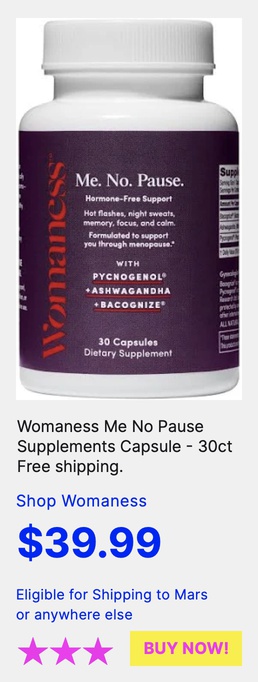 Womaness
Me. No. Pause.
Hormone-Free Support
Hot flashes, night sweats,
memory, focus, and calm.
Formulated to support
you through menopause.*
WITH
PYCNOGENOL®
+ASHWAGANDHA
+BACOGNIZE®
30 Capsules
Dietary Supplement
Womaness Me No Pause
Supplements Capsule - 30ct
Free shipping.
Shop Womaness
$39.99
Eligible for Shipping to Mars
or anywhere else
BUY NOW!